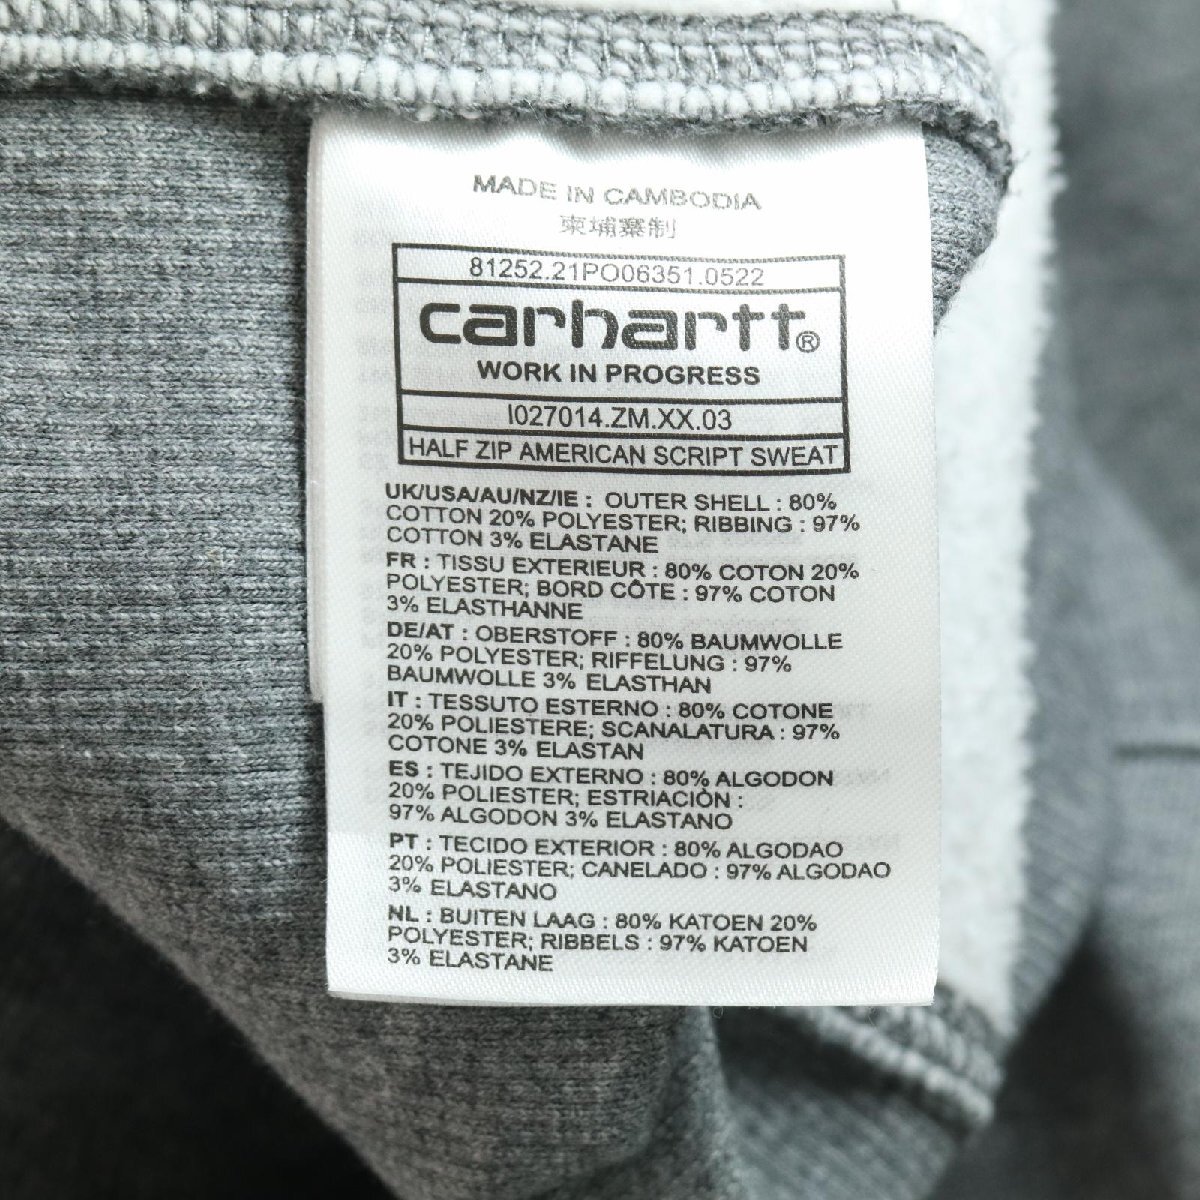 MADE IN CAMBODIA
柬埔寨制
81252.21PO06351.0522
carhartt®
WORK IN PROGRESS
I027014.ZM.XX.03
HALF ZIP AMERICAN SCRIPT SWEAT
UK/USA/AU/NZ/IE : OUTER SHELL : 80%
COTTON 20% POLYESTER; RIBBING : 97%
COTTON 3% ELASTANE
FR : TISSU EXTERIEUR : 80% COTON 20%
POLYESTER; BORD CÔTE : 97% COTON
3% ELASTHANNE
DE/AT : OBERSTOFF : 80% BAUMWOLLE
20% POLYESTER; RIFFELUNG : 97%
BAUMWOLLE 3% ELASTHAN
IT : TESSUTO ESTERNO : 80% COTONE
20% POLIESTERE; SCANALATURA : 97%
COTONE 3% ELASTAN
ES : TEJIDO EXTERNO : 80% ALGODON
20% POLIESTER; ESTRIACIÓN :
97% ALGODON 3% ELASTANO
PT : TECIDO EXTERIOR : 80% ALGODAO
20% POLIESTER; CANELADO : 97% ALGODAO
3% ELASTANO
NL : BUITEN LAAG : 80% KATOEN 20%
POLYESTER; RIBBELS : 97% KATOEN
3% ELASTANE